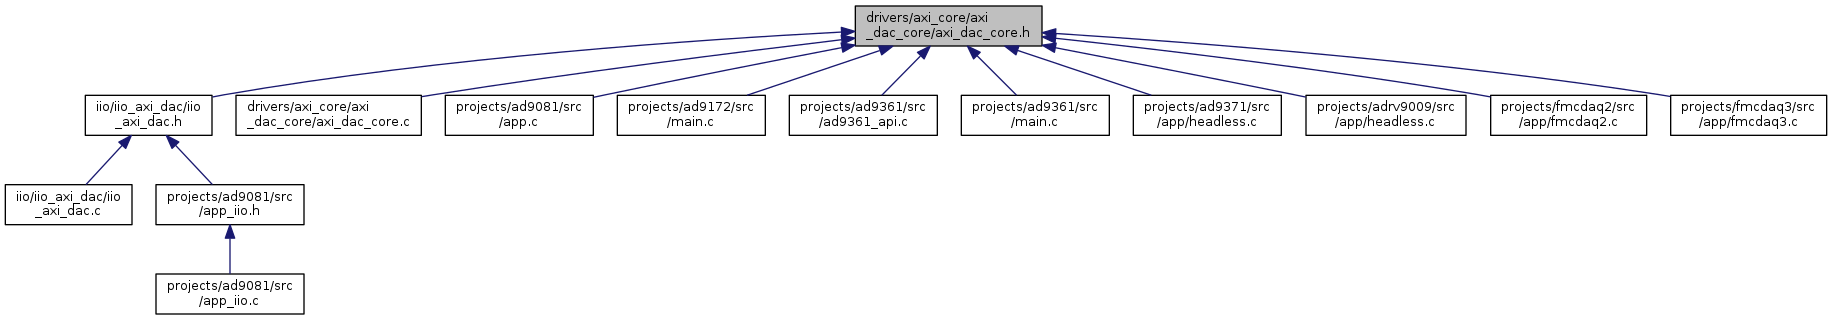 drivers/axi_core/axi
_dac_core/axi_dac_core.h
iio/iio_axi_dac/iio
_axi_dac.h
drivers/axi_core/axi
_dac_core/axi_dac_core.c
projects/ad9081/src
/app.c
projects/ad9172/src
/main.c
projects/ad9361/src
/ad9361_api.c
projects/ad9361/src
/main.c
projects/ad9371/src
/app/headless.c
projects/adrv9009/src
/app/headless.c
projects/fmcdaq2/src
/app/fmcdaq2.c
projects/fmcdaq3/src
/app/fmcdaq3.c
iio/iio_axi_dac/iio
_axi_dac.c
projects/ad9081/src
/app_iio.h
projects/ad9081/src
/app_iio.c